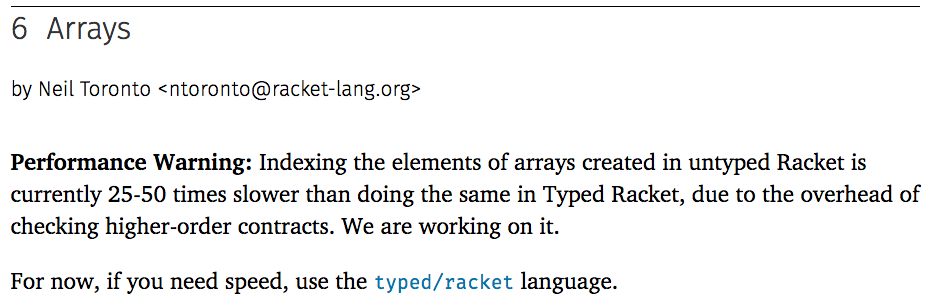 6 Arrays
by Neil Toronto <ntoronto@racket-lang.org>
Performance Warning: Indexing the elements of arrays created in untyped Racket is
currently 25-50 times slower than doing the same in Typed Racket, due to the overhead of
checking higher-order contracts. We are working on it.
For now, if you need speed, use the typed/racket language.